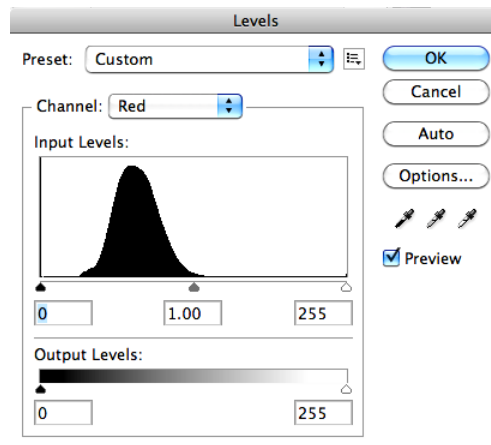 Levels
Preset: Custom
OK
Cancel
Channel: Red
Auto
Input Levels:
Options...
Preview
0 1.00 255
Output Levels:
0 255